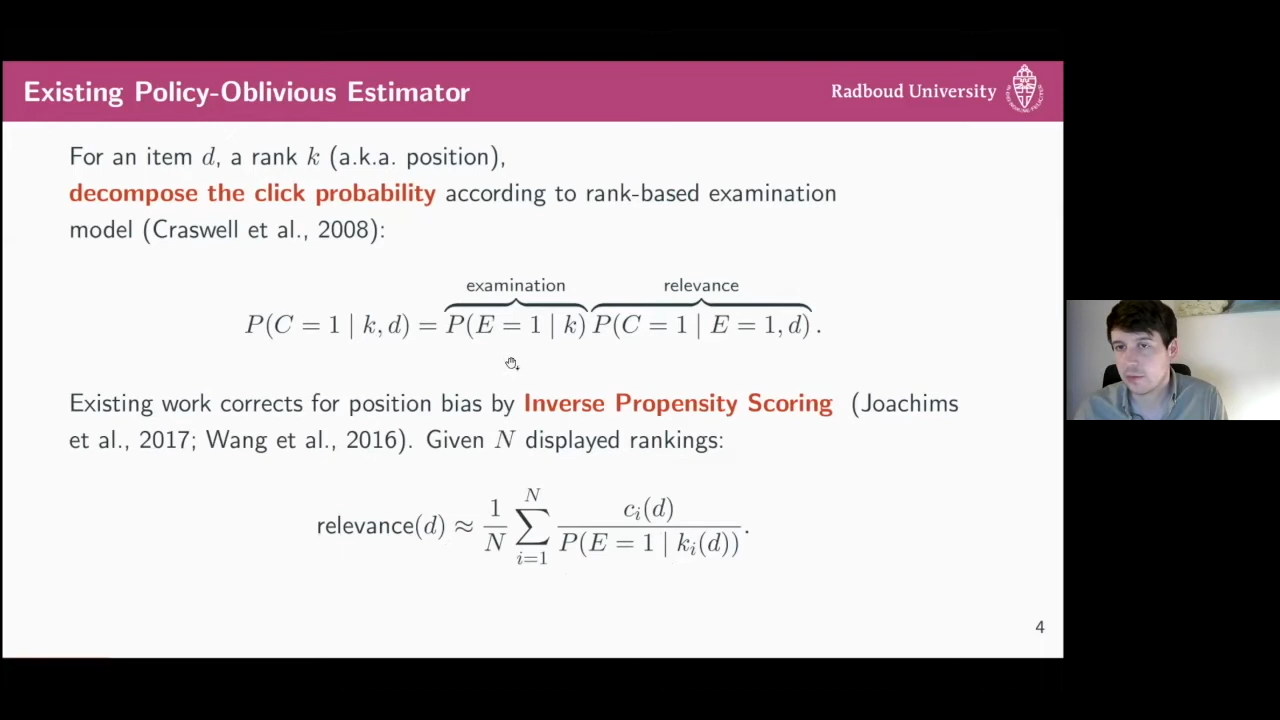 Existing Policy-Oblivious Estimator
Radboud University
For an item d, a rank k (a.k.a. position),
decompose the click probability according to rank-based examination
model (Craswell et al., 2008):
examination relevance
P(C = 1 | k, d) = P(E = 1 | k) P(C = 1 | E = 1, d).
Existing work corrects for position bias by Inverse Propensity Scoring (Joachims
et al., 2017; Wang et al., 2016). Given N displayed rankings:
relevance(d) ≈ 1/N ∑_{i=1}^{N} c_i(d) / P(E = 1 | k_i(d)).
4